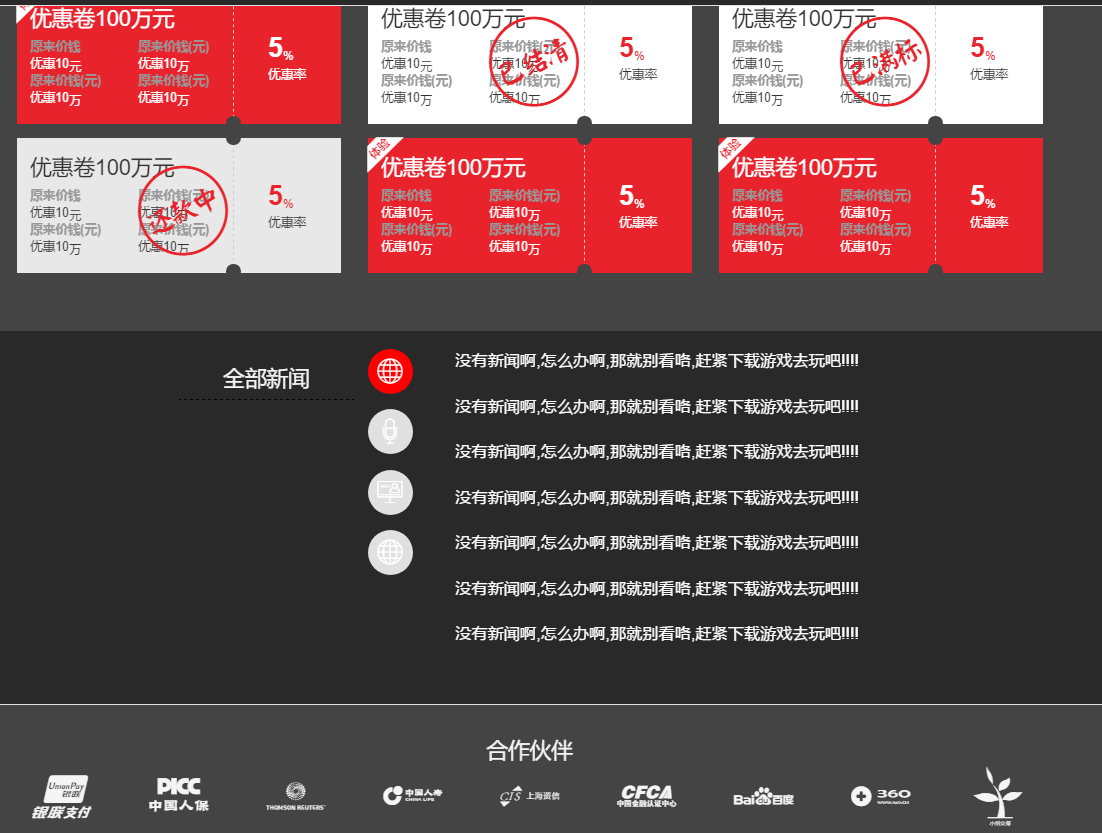 优惠卷100万元
原来价钱 原来价钱(元)
优惠10元 优惠10万
原来价钱(元) 原来价钱(元)
优惠10万 优惠10万
5%
优惠率
优惠卷100万元
原来价钱 原来价钱(元)
优惠10元 优惠10万
原来价钱(元) 原来价钱(元)
优惠10万 优惠10万
已结清
5%
优惠率
优惠卷100万元
原来价钱 原来价钱(元)
优惠10元 优惠10万
原来价钱(元) 原来价钱(元)
优惠10万 优惠10万
已满标
5%
优惠率
优惠卷100万元
原来价钱 原来价钱(元)
优惠10元 优惠10万
原来价钱(元) 原来价钱(元)
优惠10万 优惠10万
还款中
5%
优惠率
体验
优惠卷100万元
原来价钱 原来价钱(元)
优惠10元 优惠10万
原来价钱(元) 原来价钱(元)
优惠10万 优惠10万
5%
优惠率
体验
优惠卷100万元
原来价钱 原来价钱(元)
优惠10元 优惠10万
原来价钱(元) 原来价钱(元)
优惠10万 优惠10万
5%
优惠率
全部新闻
没有新闻啊,怎么办啊,那就别看咯,赶紧下载游戏去玩吧!!!!
没有新闻啊,怎么办啊,那就别看咯,赶紧下载游戏去玩吧!!!!
没有新闻啊,怎么办啊,那就别看咯,赶紧下载游戏去玩吧!!!!
没有新闻啊,怎么办啊,那就别看咯,赶紧下载游戏去玩吧!!!!
没有新闻啊,怎么办啊,那就别看咯,赶紧下载游戏去玩吧!!!!
没有新闻啊,怎么办啊,那就别看咯,赶紧下载游戏去玩吧!!!!
没有新闻啊,怎么办啊,那就别看咯,赶紧下载游戏去玩吧!!!!
合作伙伴
UnionPay
银联
银联支付
PICC
中国人保
THOMSON REUTERS
中国人寿
CHINA LIFE
CIS 上海资信
CFCA
中国金融认证中心
Bai du 百度
360
WWW.360.CN
小树众筹